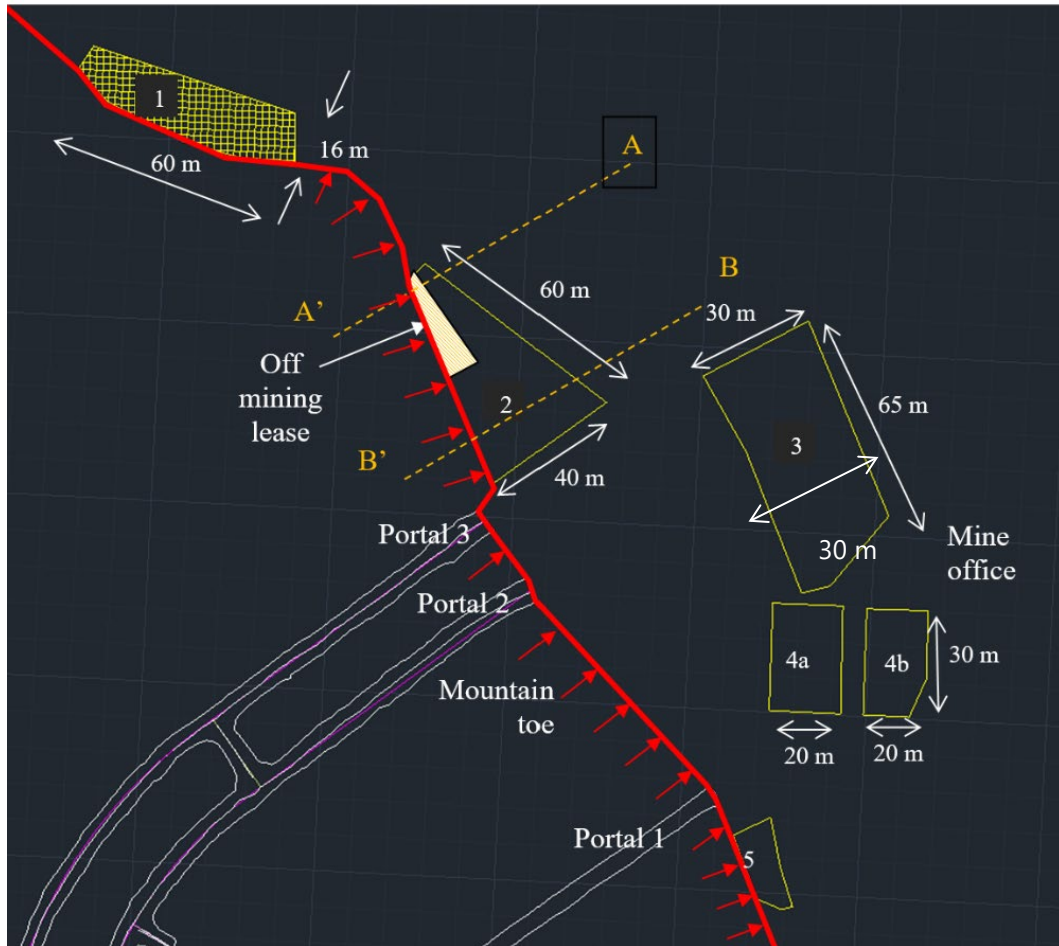 1
16 m
60 m
A
A’
60 m
B
30 m
Off
mining
lease
2
65 m
3
B’
40 m
Portal 3
30 m
Mine
office
Portal 2
4a
4b
30 m
Mountain
toe
20 m
20 m
Portal 1
5